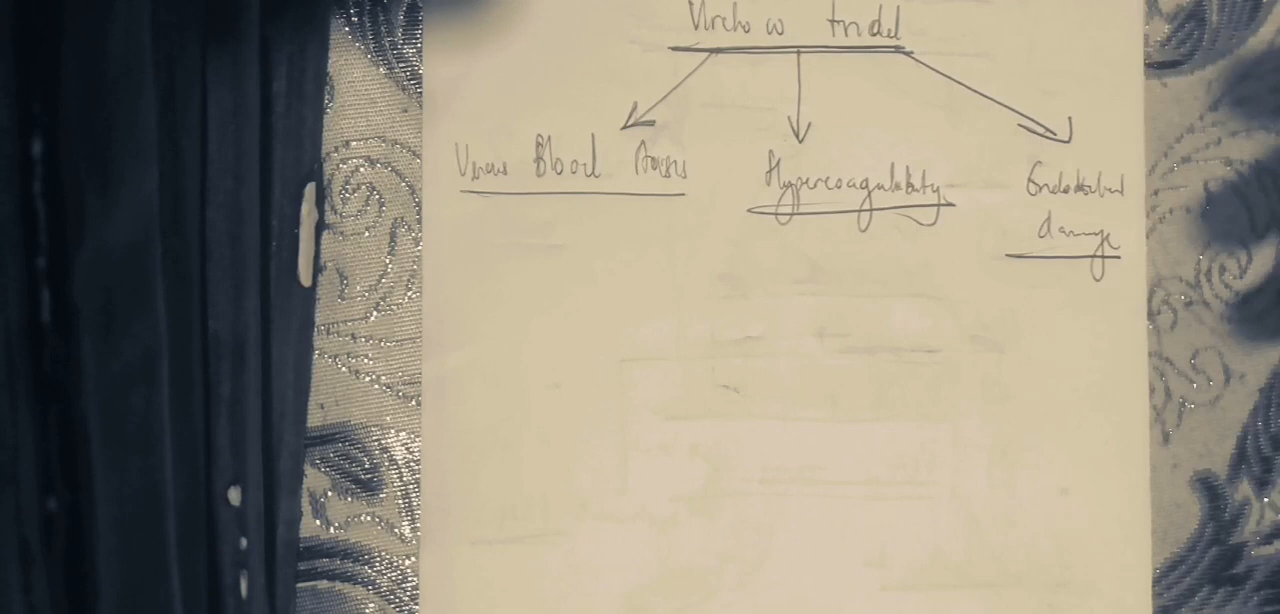 Virchow triad
Venous Blood Stasis
Hypercoagulability
Endothelial
damage